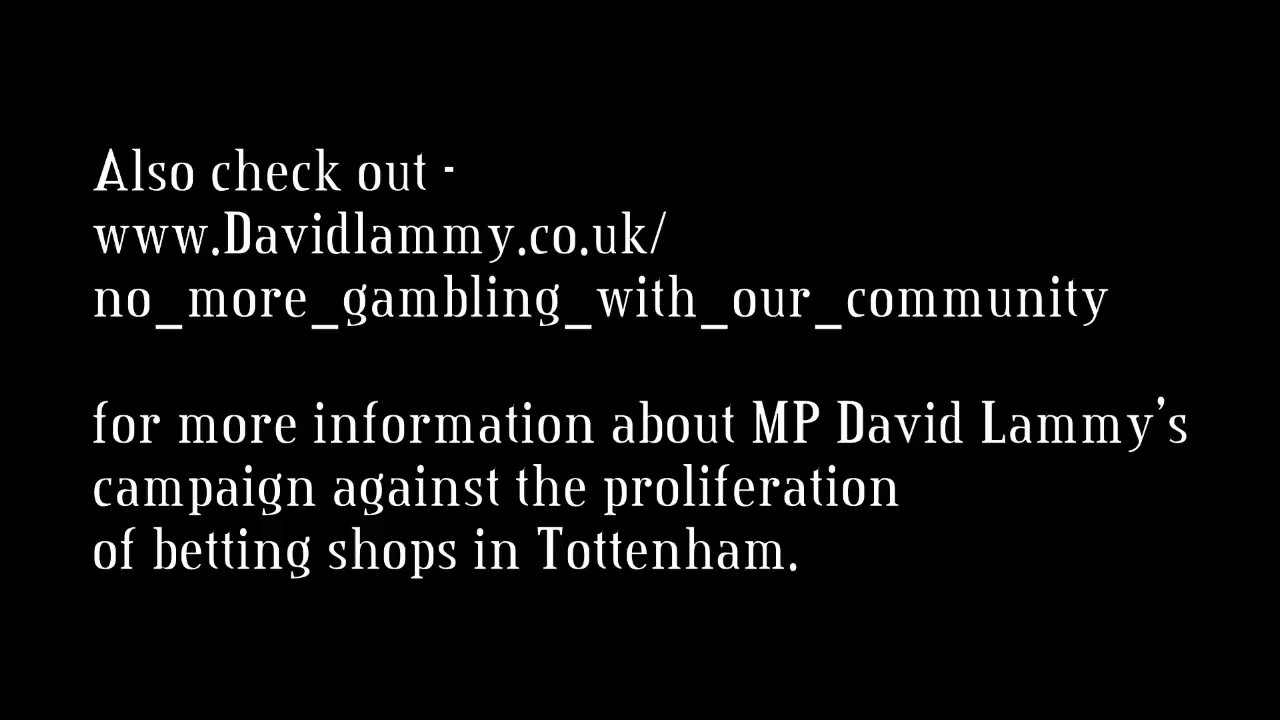 Also check out -
www.Davidlammy.co.uk/
no_more_gambling_with_our_community
for more information about MP David Lammy's
campaign against the proliferation
of betting shops in Tottenham.